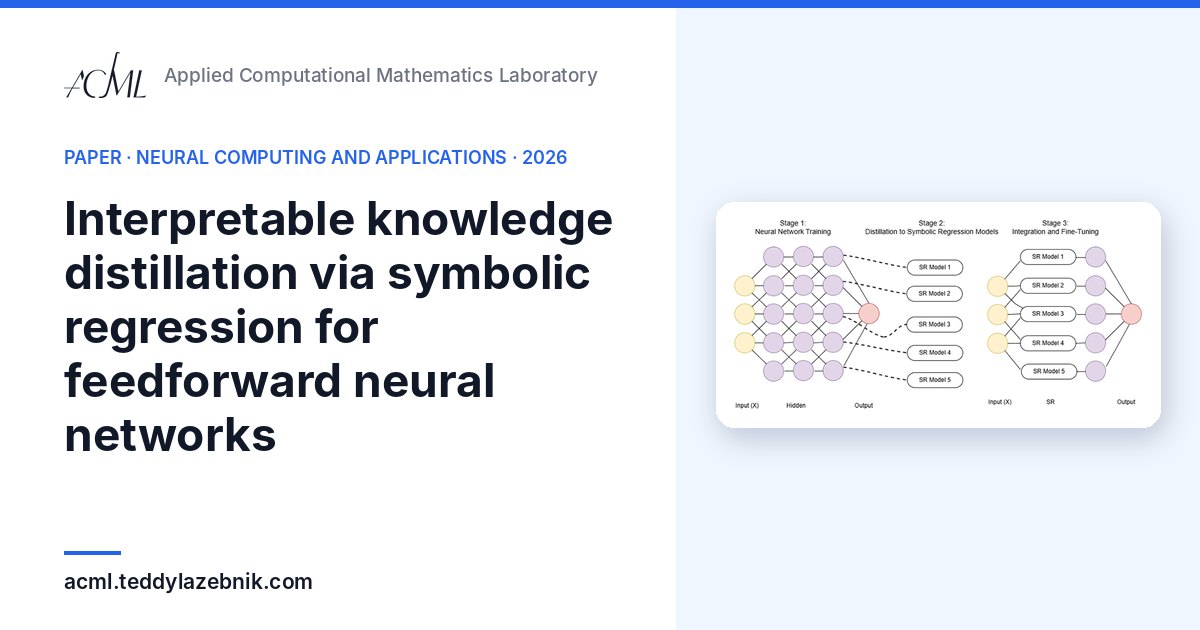 ACML
Applied Computational Mathematics Laboratory
PAPER · NEURAL COMPUTING AND APPLICATIONS · 2026
Interpretable knowledge
distillation via symbolic
regression for
feedforward neural
networks
acml.teddylazebnik.com
Stage 1:
Neural Network Training
Stage 2:
Distillation to Symbolic Regression Models
Stage 3:
Integration and Fine-Tuning
SR Model 1
SR Model 2
SR Model 3
SR Model 4
SR Model 5
SR Model 1
SR Model 2
SR Model 3
SR Model 4
SR Model 5
Input (X)
Hidden
Output
Input (X)
SR
Output